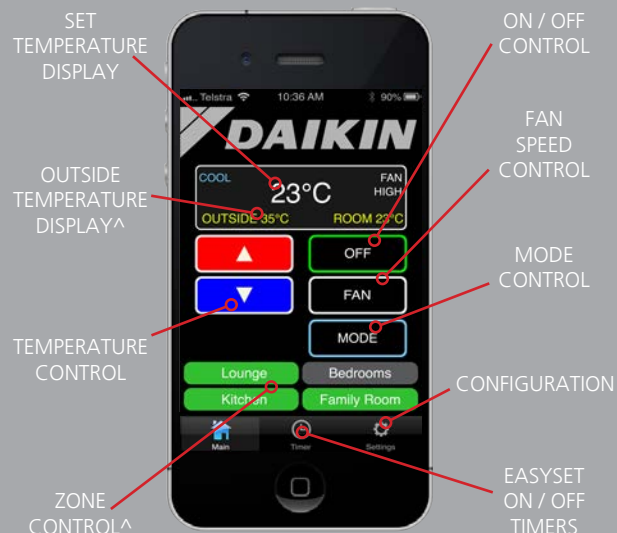 SET
TEMPERATURE
DISPLAY
ON / OFF
CONTROL
Telstra 10:36 AM 90%
DAIKIN
FAN
SPEED
CONTROL
OUTSIDE
TEMPERATURE
DISPLAY^
COOL
23°C
FAN
HIGH
OUTSIDE 35°C ROOM 23°C
OFF
FAN
MODE
MODE
CONTROL
TEMPERATURE
CONTROL
Lounge Bedrooms
Kitchen Family Room
CONFIGURATION
Main Timer Settings
ZONE
CONTROL^
EASYSET
ON / OFF
TIMERS